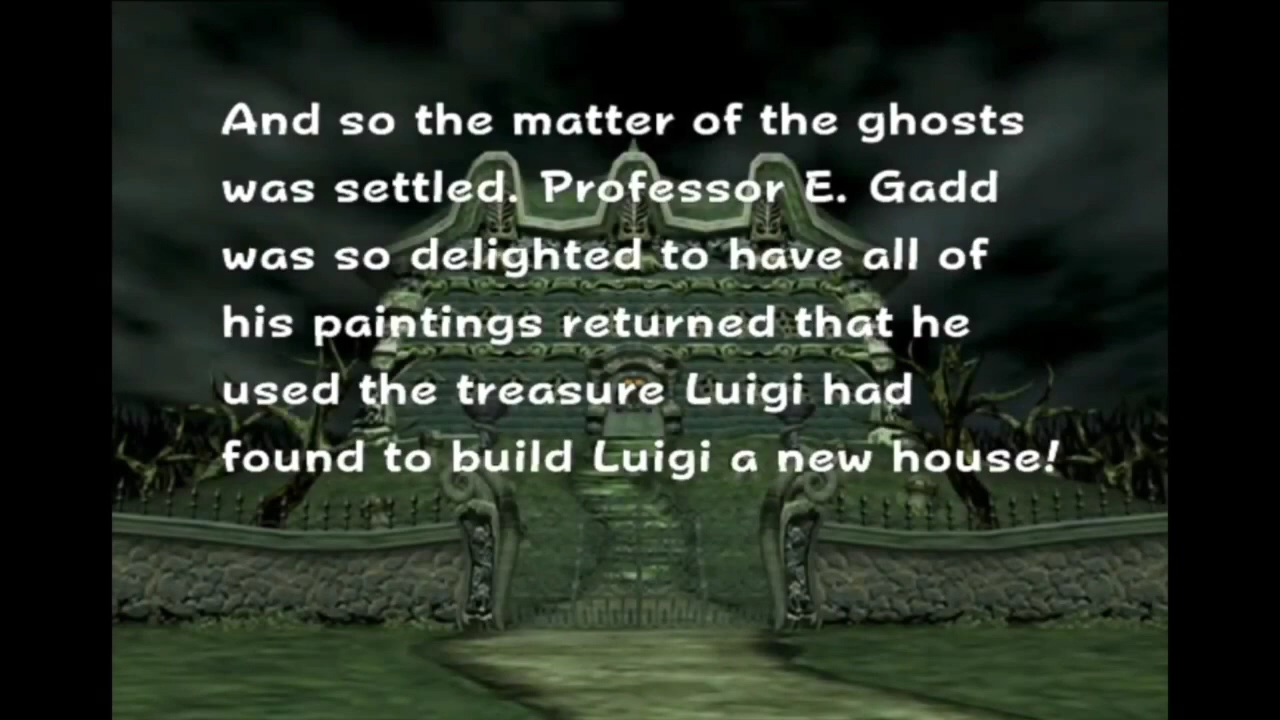 And so the matter of the ghosts
was settled. Professor E. Gadd
was so delighted to have all of
his paintings returned that he
used the treasure Luigi had
found to build Luigi a new house!